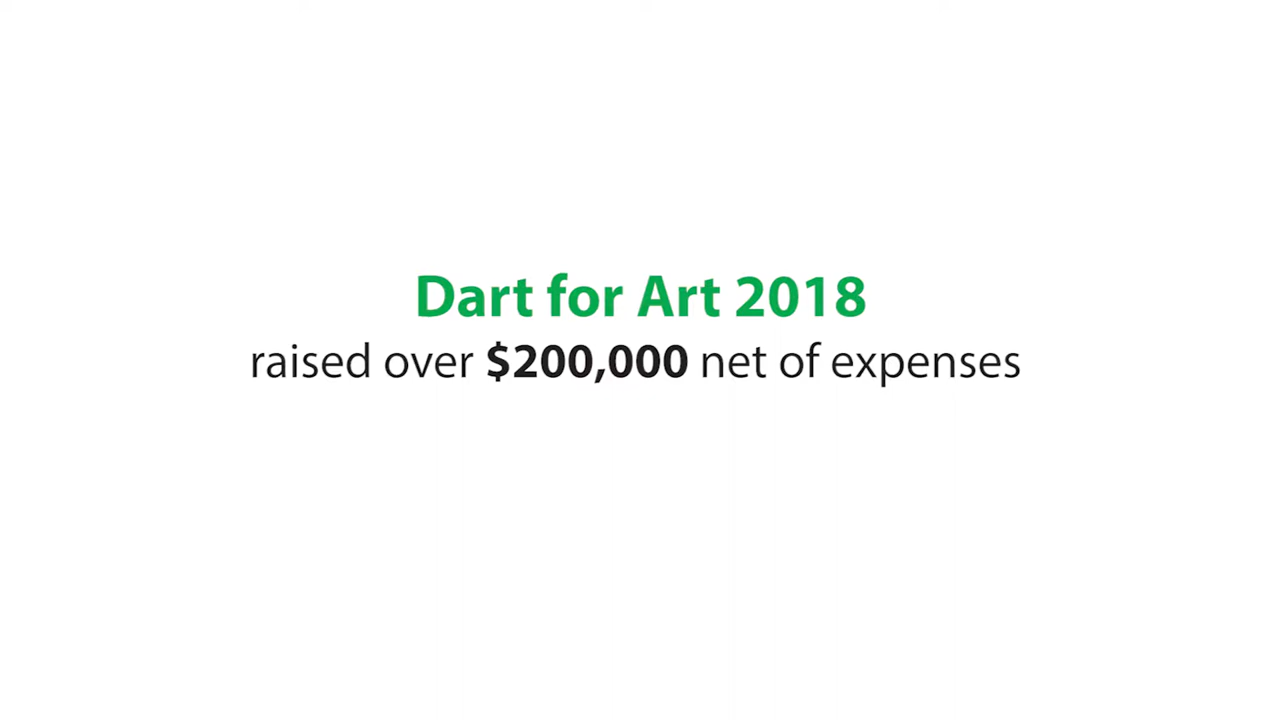 Dart for Art 2018
raised over $200,000 net of expenses